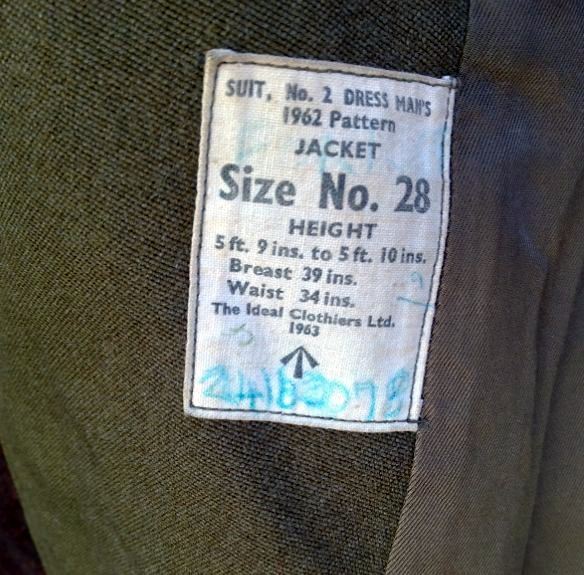 SUIT, No. 2 DRESS MAN'S
1962 Pattern
JACKET
Size No. 28
HEIGHT
5 ft. 9 ins. to 5 ft. 10 ins.
Breast 39 ins.
Waist 34 ins.
The Ideal Clothiers Ltd.
1963